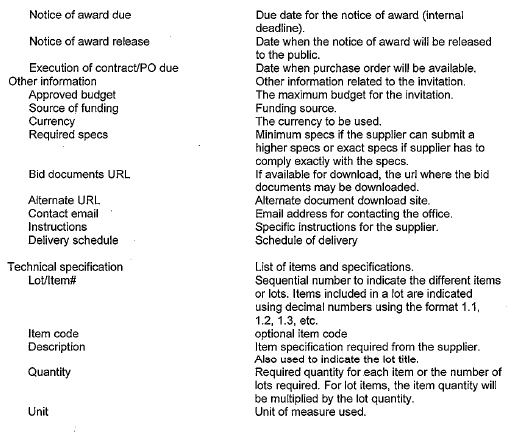 Notice of award due Due date for the notice of award (internal
deadline).
Notice of award release Date when the notice of award will be released
to the public.
Execution of contract/PO due Date when purchase order will be available.
Other information Other information related to the invitation.
Approved budget The maximum budget for the invitation.
Source of funding Funding source.
Currency The currency to be used.
Required specs Minimum specs if the supplier can submit a
higher specs or exact specs if supplier has to
comply exactly with the specs.
Bid documents URL If available for download, the url where the bid
documents may be downloaded.
Alternate URL Alternate document download site.
Contact email Email address for contacting the office.
Instructions Specific instructions for the supplier.
Delivery schedule Schedule of delivery
Technical specification List of items and specifications.
Lot/Item# Sequential number to indicate the different items
or lots. Items included in a lot are indicated
using decimal numbers using the format 1.1,
1.2, 1.3, etc.
Item code optional item code
Description Item specification required from the supplier.
Also used to indicate the lot title.
Quantity Required quantity for each item or the number of
lots required. For lot items, the item quantity will
be multiplied by the lot quantity.
Unit Unit of measure used.